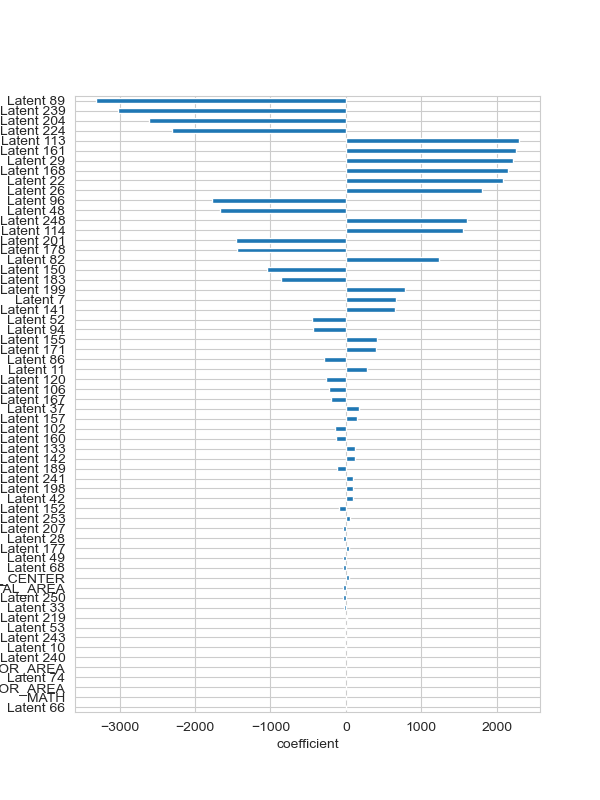 Latent 89
Latent 239
Latent 204
Latent 224
Latent 113
Latent 161
Latent 29
Latent 168
Latent 22
Latent 26
Latent 96
Latent 48
Latent 248
Latent 114
Latent 201
Latent 178
Latent 82
Latent 150
Latent 183
Latent 199
Latent 7
Latent 141
Latent 52
Latent 94
Latent 155
Latent 171
Latent 86
Latent 11
Latent 120
Latent 106
Latent 167
Latent 37
Latent 157
Latent 102
Latent 160
Latent 133
Latent 142
Latent 189
Latent 241
Latent 198
Latent 42
Latent 152
Latent 253
Latent 207
Latent 28
Latent 177
Latent 49
Latent 68
_CENTER
AL_AREA
Latent 250
Latent 33
Latent 219
Latent 53
Latent 243
Latent 10
Latent 240
OR_AREA
Latent 74
OR_AREA
_MATH
Latent 66
−3000 −2000 −1000 0 1000 2000
coefficient